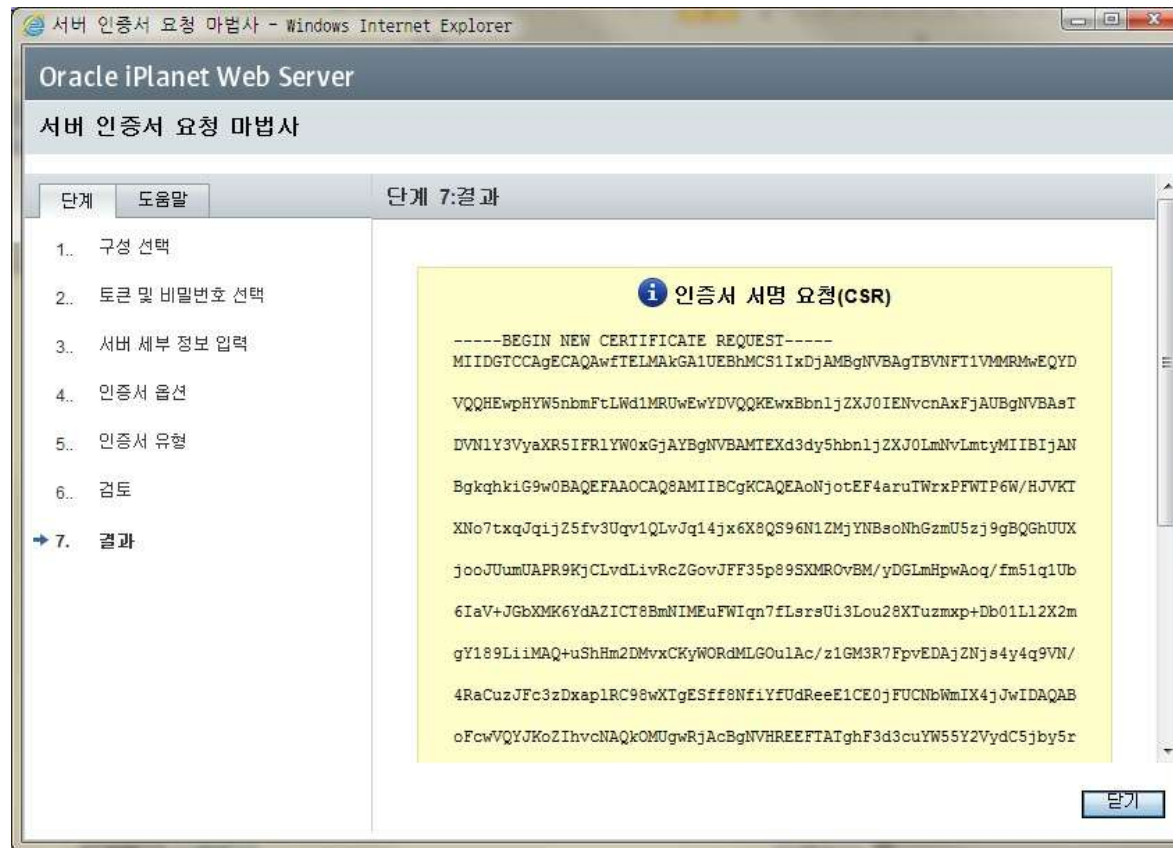 서버 인증서 요청 마법사 - Windows Internet Explorer
Oracle iPlanet Web Server
서버 인증서 요청 마법사
단계 도움말
1.. 구성 선택
2.. 토큰 및 비밀번호 선택
3.. 서버 세부 정보 입력
4.. 인증서 옵션
5.. 인증서 유형
6.. 검토
7. 결과
단계 7:결과
인증서 서명 요청(CSR)
-----BEGIN NEW CERTIFICATE REQUEST-----
MIIDGTCCAgECAQAwfTELMAkGA1UEBhMCS1IxDjAMBgNVBAgTBVNFT1VMMRMwEQYD
VQQHEwpHYW5nbmFtLWd1MRUwEwYDVQQKEwxBbnljZXJ0IENvcnAxFjAUBgNVBAsT
DVNlY3VyaXR5IFRlYW0xGjAYBgNVBAMTEXd3dy5hbnljZXJ0LmNvLmtyMIIBIjAN
BgkqhkiG9w0BAQEFAAOCAQ8AMIIBCgKCAQEAoNjotEF4aruTWrxPFWTP6W/HJVKT
XNo7txqJqijZ5fv3Uqv1QLvJq14jx6X8QS96N1ZMjYNBsoNhGzmU5zj9gBQGhUUX
jooJUumUAPR9KjCLvdLivRcZGovJFF35p89SXMROvBM/yDGLmHpwAoq/fm51q1Ub
6IaV+JGbXMK6YdAZICT8BmNIMEuFWIqn7fLsrsUi3Lou28XTuzmxp+Db01Ll2X2m
gY189LiiMAQ+uShHm2DMvxCKyWORdMLGOulAc/z1GM3R7FpvEDAjZNjs4y4q9VN/
4RaCuzJFc3zDxaplRC98wXTgESff8NfiYfUdReeE1CE0jFUCNbWmIX4jJwIDAQAB
oFcwVQYJKoZIhvcNAQkOMUgwRjAcBgNVHREEFTATghF3d3cuYW55Y2VydC5jby5r
닫기